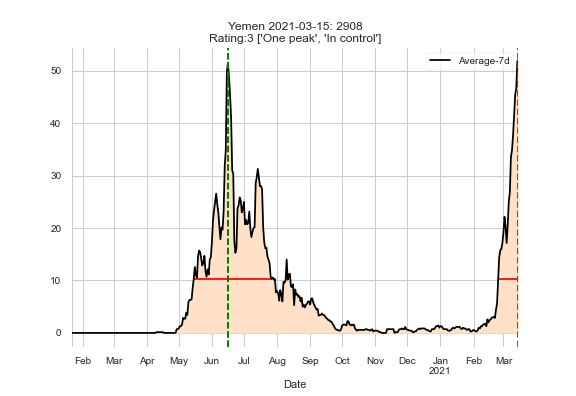 Yemen 2021-03-15: 2908
Rating:3 ['One peak', 'In control']
Average-7d
50
40
30
20
10
0
Feb Mar Apr May Jun Jul Aug Sep Oct Nov Dec Jan Feb Mar
2021
Date